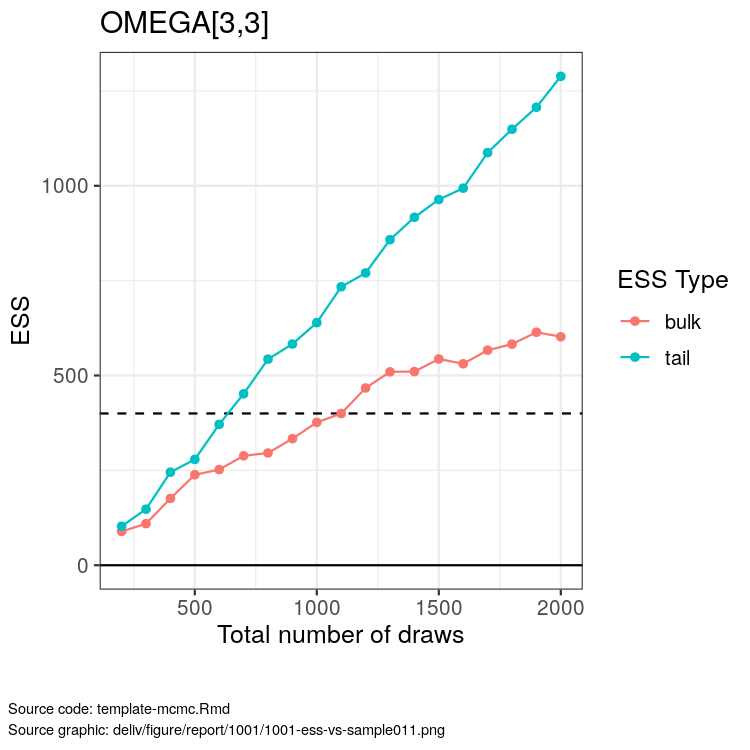 OMEGA[3,3]
ESS
1000
500
0
500 1000 1500 2000
Total number of draws
ESS Type
bulk
tail
Source code: template-mcmc.Rmd
Source graphic: deliv/figure/report/1001/1001-ess-vs-sample011.png